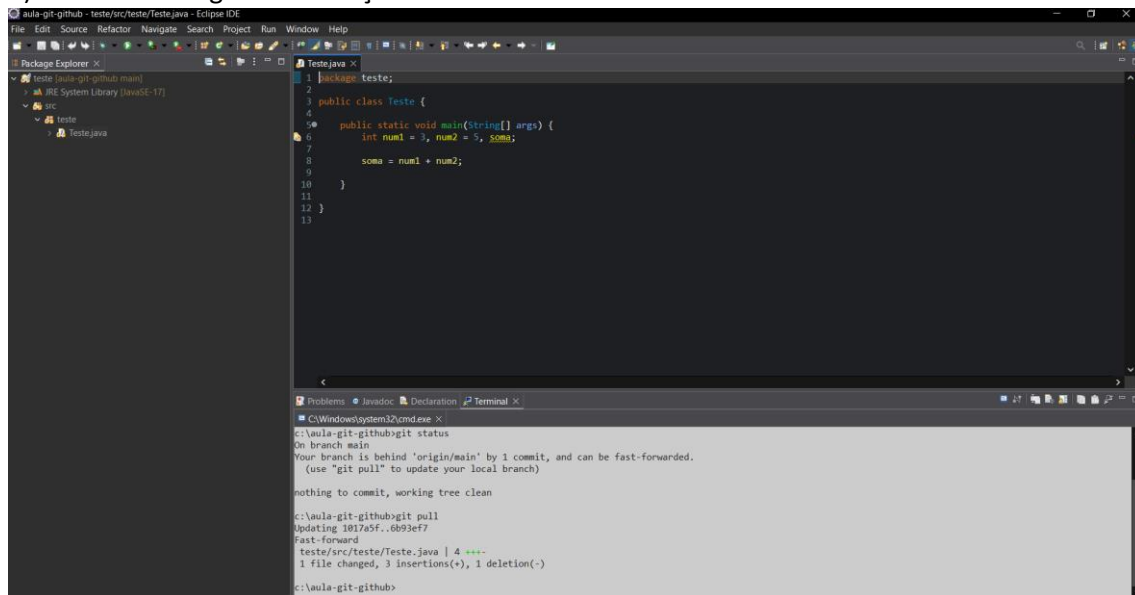 aula-git-github - teste/src/teste/Teste.java - Eclipse IDE
File Edit Source Refactor Navigate Search Project Run Window Help
Package Explorer
teste [aula-git-github main]
JRE System Library [JavaSE-17]
src
teste
Teste.java
Teste.java
1 package teste;
2
3 public class Teste {
4
5 public static void main(String[] args) {
6 int num1 = 3, num2 = 5, soma;
7
8 soma = num1 + num2;
9
10 }
11
12 }
13
Problems Javadoc Declaration Terminal
C:\Windows\system32\cmd.exe
c:\aula-git-github>git status
On branch main
Your branch is behind 'origin/main' by 1 commit, and can be fast-forwarded.
(use "git pull" to update your local branch)
nothing to commit, working tree clean
c:\aula-git-github>git pull
Updating 1017a5f..6b93ef7
Fast-forward
teste/src/teste/Teste.java | 4 +++-
1 file changed, 3 insertions(+), 1 deletion(-)
c:\aula-git-github>